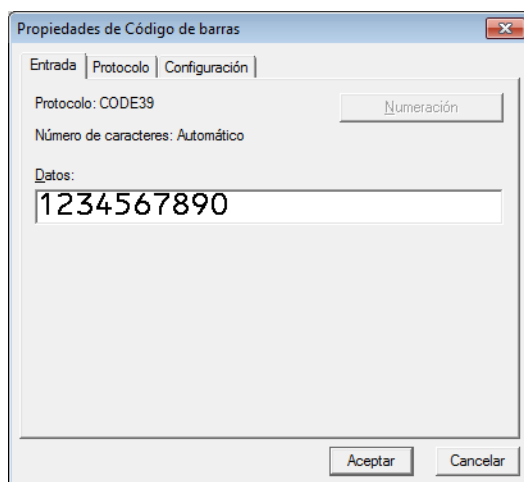 Propiedades de Código de barras
Entrada Protocolo Configuración
Protocolo: CODE39 Numeración
Número de caracteres: Automático
Datos:
1234567890
Aceptar Cancelar